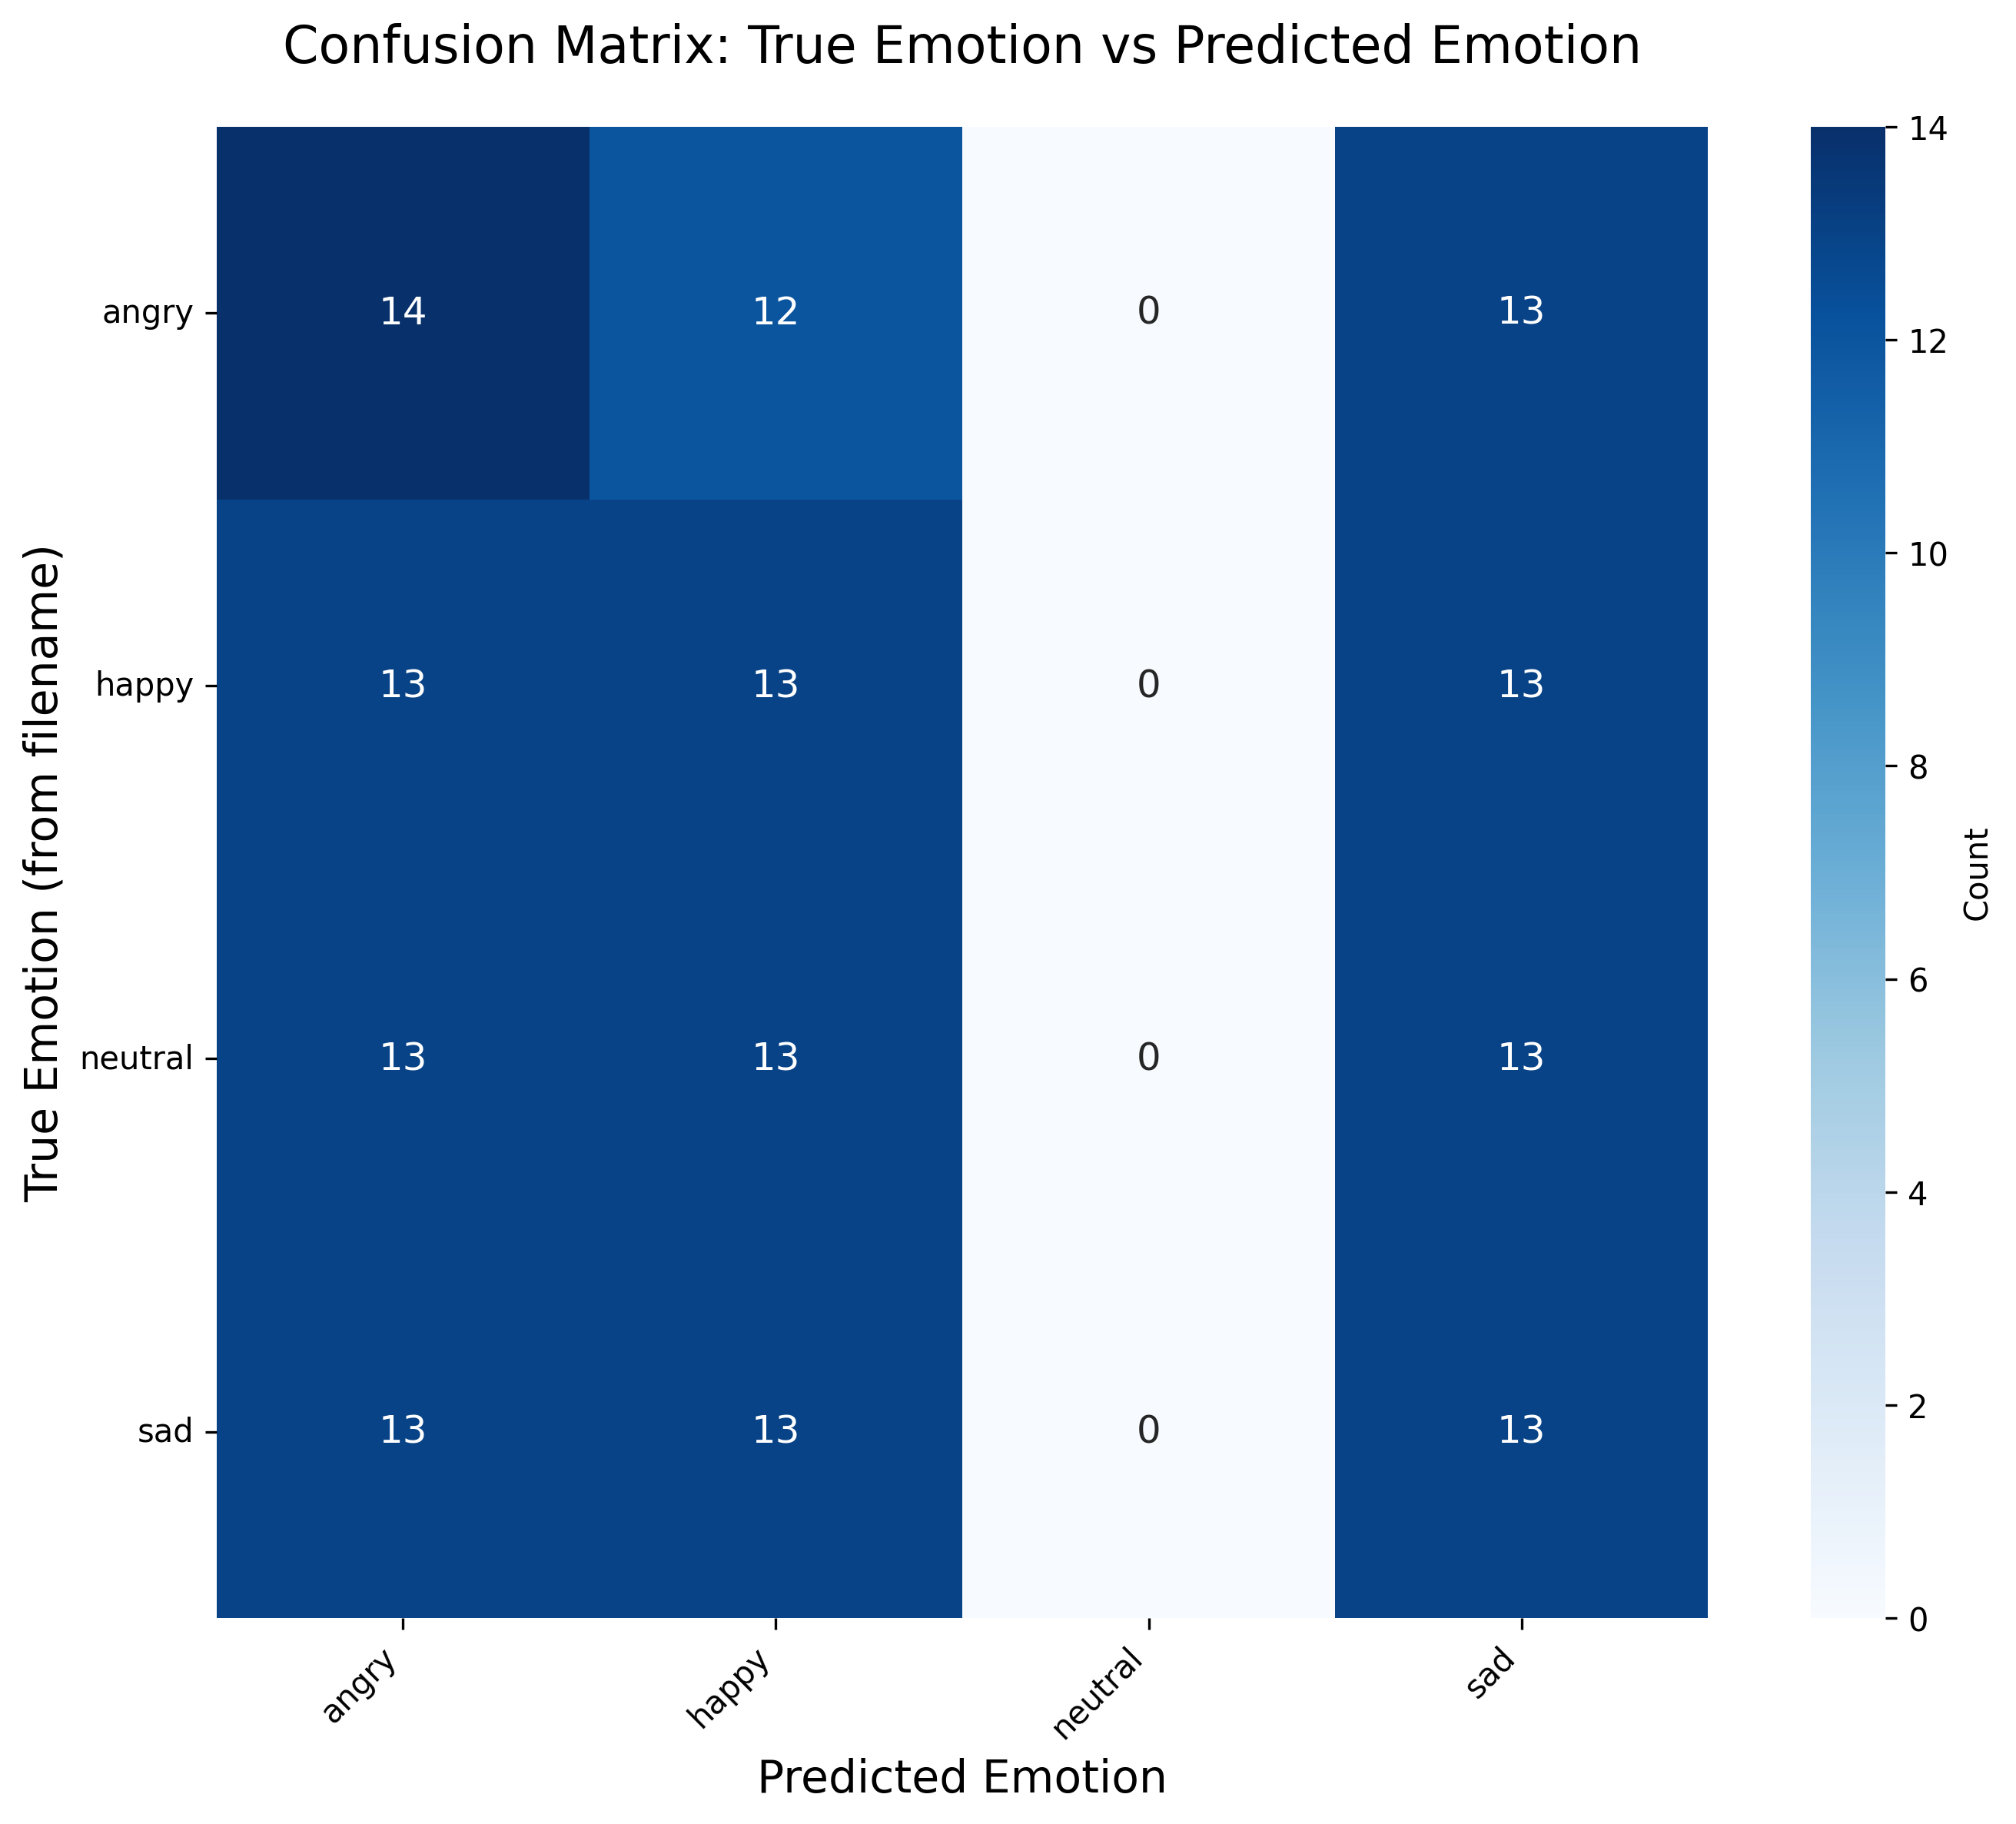 Confusion Matrix: True Emotion vs Predicted Emotion
True Emotion (from filename)
angry
14 12 0 13
happy
13 13 0 13
neutral
13 13 0 13
sad
13 13 0 13
angry
happy
neutral
sad
Predicted Emotion
14
12
10
8
6
4
2
0
Count